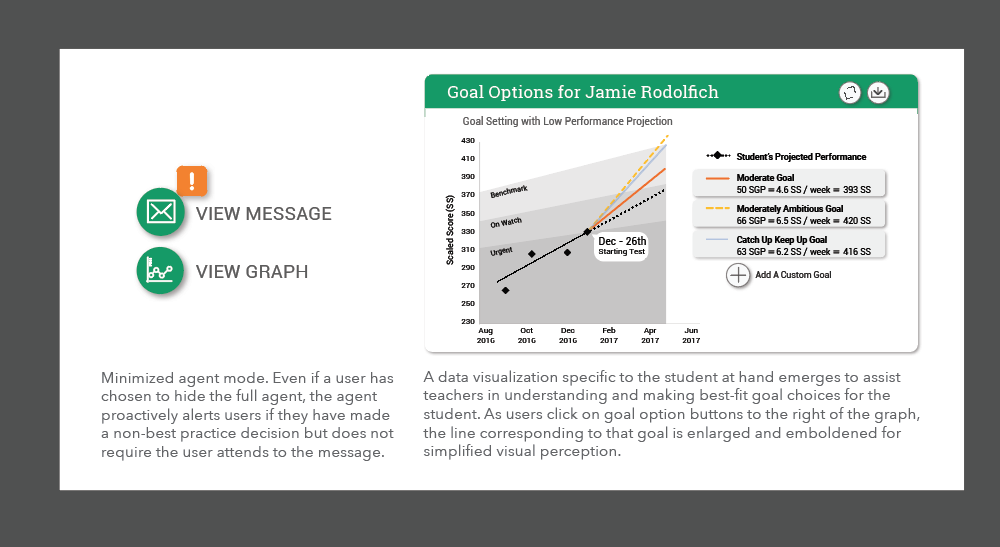 VIEW MESSAGE
VIEW GRAPH
Minimized agent mode. Even if a user has
chosen to hide the full agent, the agent
proactively alerts users if they have made
a non-best practice decision but does not
require the user attends to the message.
Goal Options for Jamie Rodolfich
Goal Setting with Low Performance Projection
Scaled Score (SS)
430
410
390
370
350
330
310
290
270
250
230
Benchmark
On Watch
Urgent
Dec - 26th
Starting Test
Aug Oct Dec Feb Apr Jun
2016 2016 2016 2017 2017 2017
Student's Projected Performance
Moderate Goal
50 SGP = 4.6 SS / week = 393 SS
Moderately Ambitious Goal
66 SGP = 6.5 SS / week = 420 SS
Catch Up Keep Up Goal
63 SGP = 6.2 SS / week = 416 SS
Add A Custom Goal
A data visualization specific to the student at hand emerges to assist
teachers in understanding and making best-fit goal choices for the
student. As users click on goal option buttons to the right of the graph,
the line corresponding to that goal is enlarged and emboldened for
simplified visual perception.